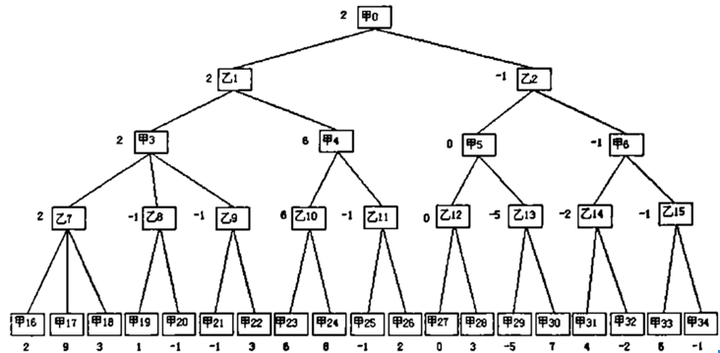 2 甲0
2 乙1 -1 乙2
2 甲3 6 甲4 0 甲5 -1 甲6
2 乙7 -1 乙8 -1 乙9 6 乙10 -1 乙11 0 乙12 -5 乙13 -2 乙14 -1 乙15
甲16 甲17 甲18 甲19 甲20 甲21 甲22 甲23 甲24 甲25 甲26 甲27 甲28 甲29 甲30 甲31 甲32 甲33 甲34
2 9 3 1 -1 -1 3 6 6 -1 2 0 3 -5 7 4 -2 6 -1